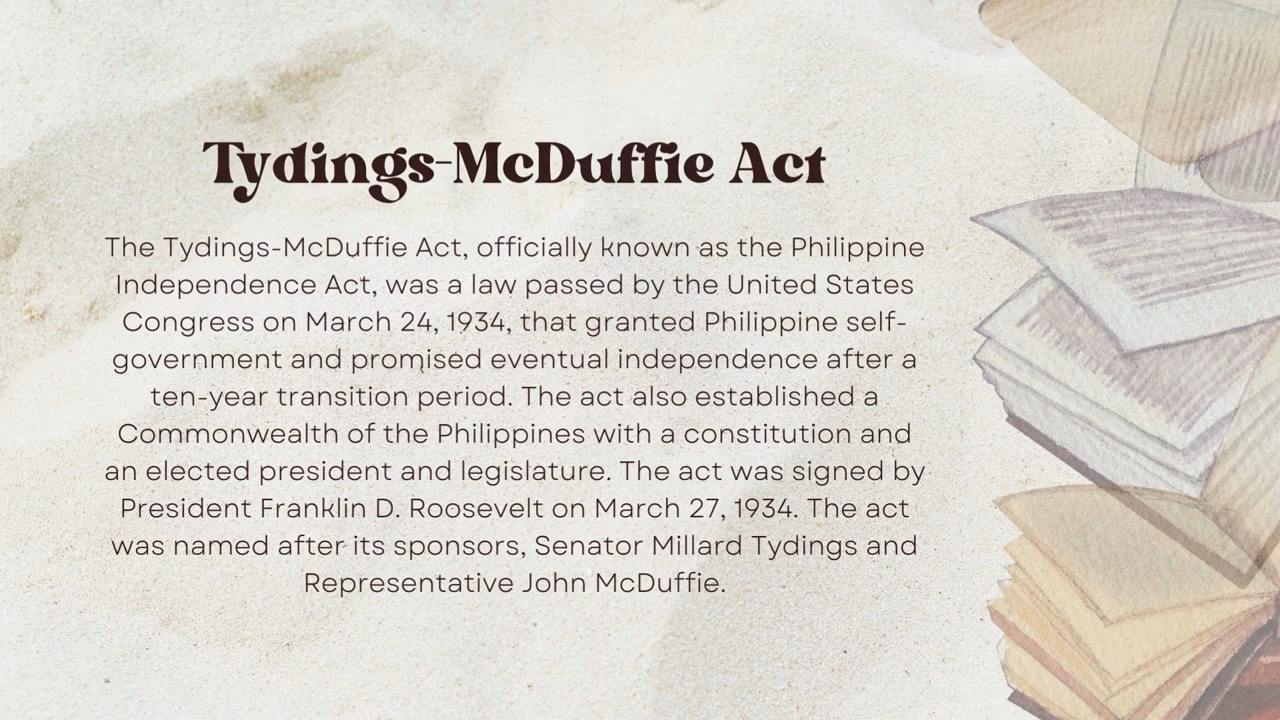 Tydings-McDuffie Act
The Tydings-McDuffie Act, officially known as the Philippine
Independence Act, was a law passed by the United States
Congress on March 24, 1934, that granted Philippine self-
government and promised eventual independence after a
ten-year transition period. The act also established a
Commonwealth of the Philippines with a constitution and
an elected president and legislature. The act was signed by
President Franklin D. Roosevelt on March 27, 1934. The act
was named after its sponsors, Senator Millard Tydings and
Representative John McDuffie.